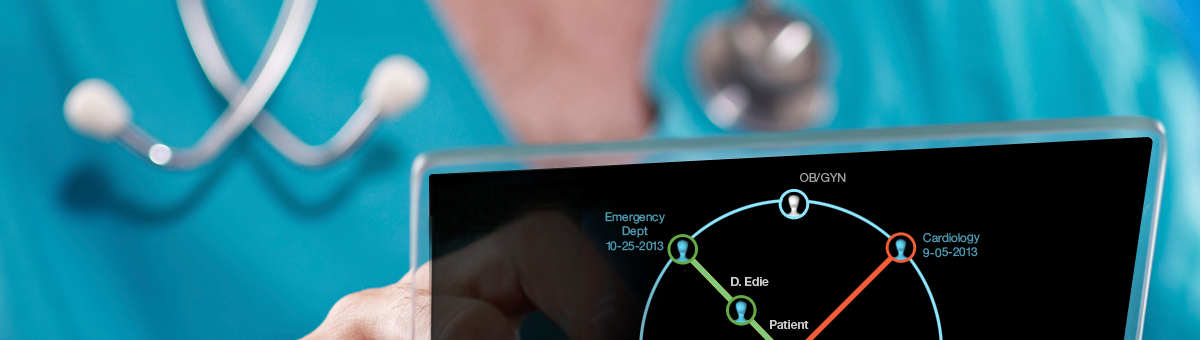 OB/GYN
Emergency
Dept
10-25-2013
Cardiology
9-05-2013
D. Edie
Patient